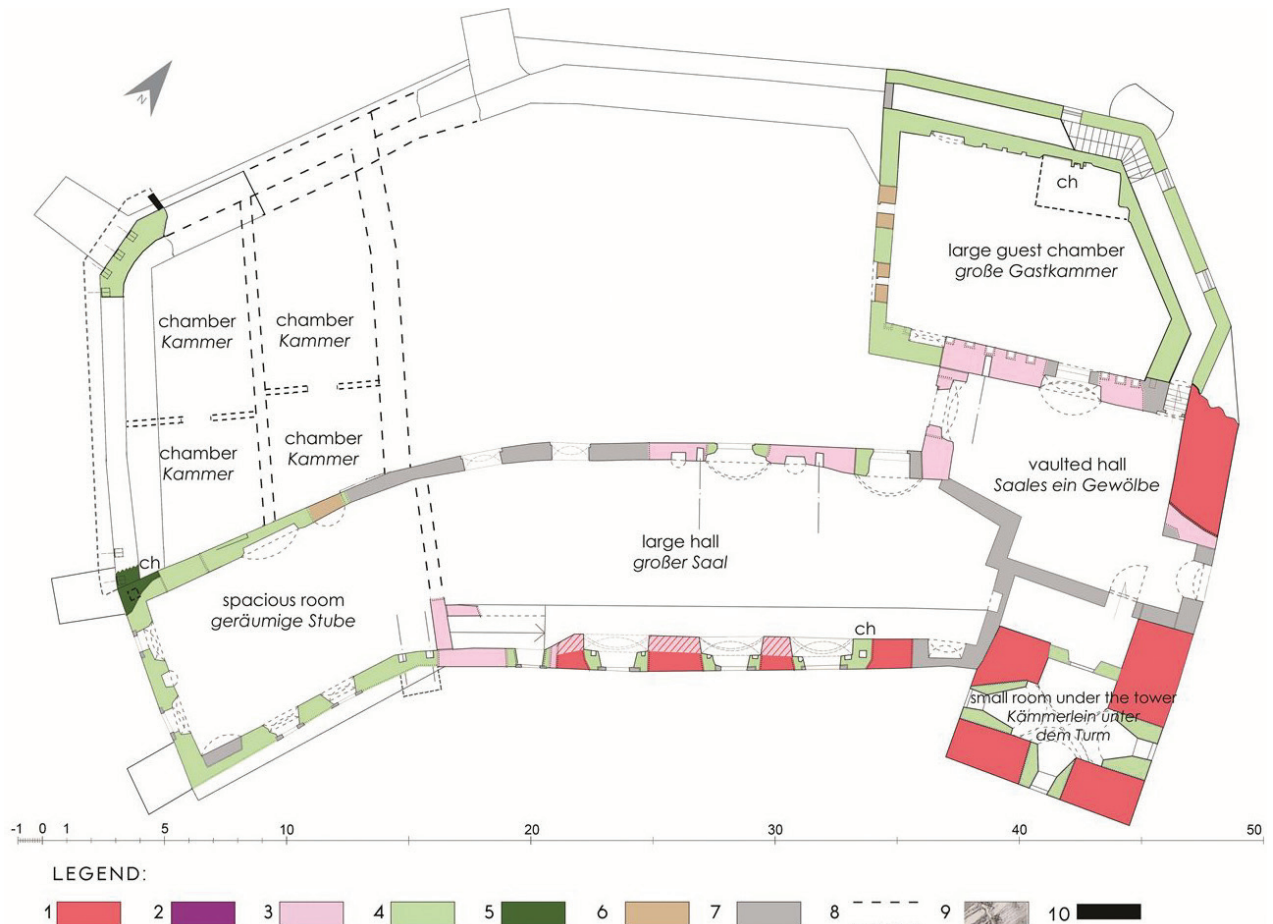 N
ch
large guest chamber
große Gastkammer
chamber
Kammer
chamber
Kammer
chamber
Kammer
chamber
Kammer
vaulted hall
Saales ein Gewölbe
large hall
großer Saal
ch
spacious room
geräumige Stube
ch
small room under the tower
Kämmerlein unter
dem Turm
-1 0 1 5 10 20 30 40 50
LEGEND:
1 2 3 4 5 6 7 8 9 10